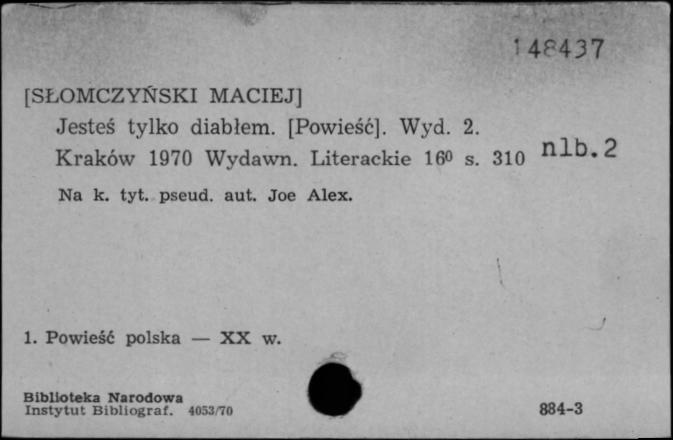 148437
[SŁOMCZYŃSKI MACIEJ]
Jesteś tylko diabłem. [Powieść]. Wyd. 2.
Kraków 1970 Wydawn. Literackie 16⁰ s. 310 nlb.2
Na k. tyt. pseud. aut. Joe Alex.
1. Powieść polska — XX w.
Biblioteka Narodowa
Instytut Bibliograf. 4053/70
884-3